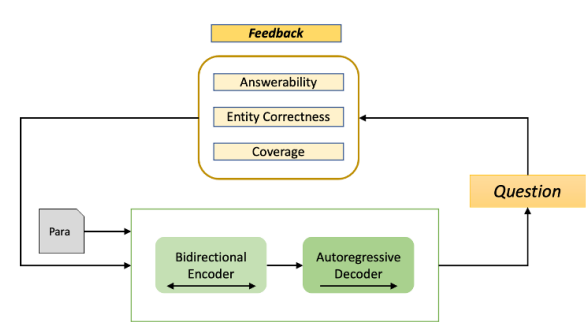 Feedback
Answerability
Entity Correctness
Coverage
Question
Para
Bidirectional
Encoder
Autoregressive
Decoder